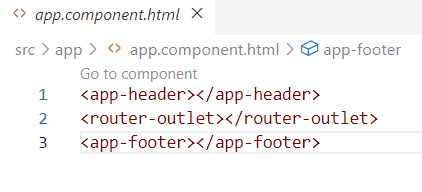 <> app.component.html ×
src > app > <> app.component.html > app-footer
Go to component
1 <app-header></app-header>
2 <router-outlet></router-outlet>
3 <app-footer></app-footer>